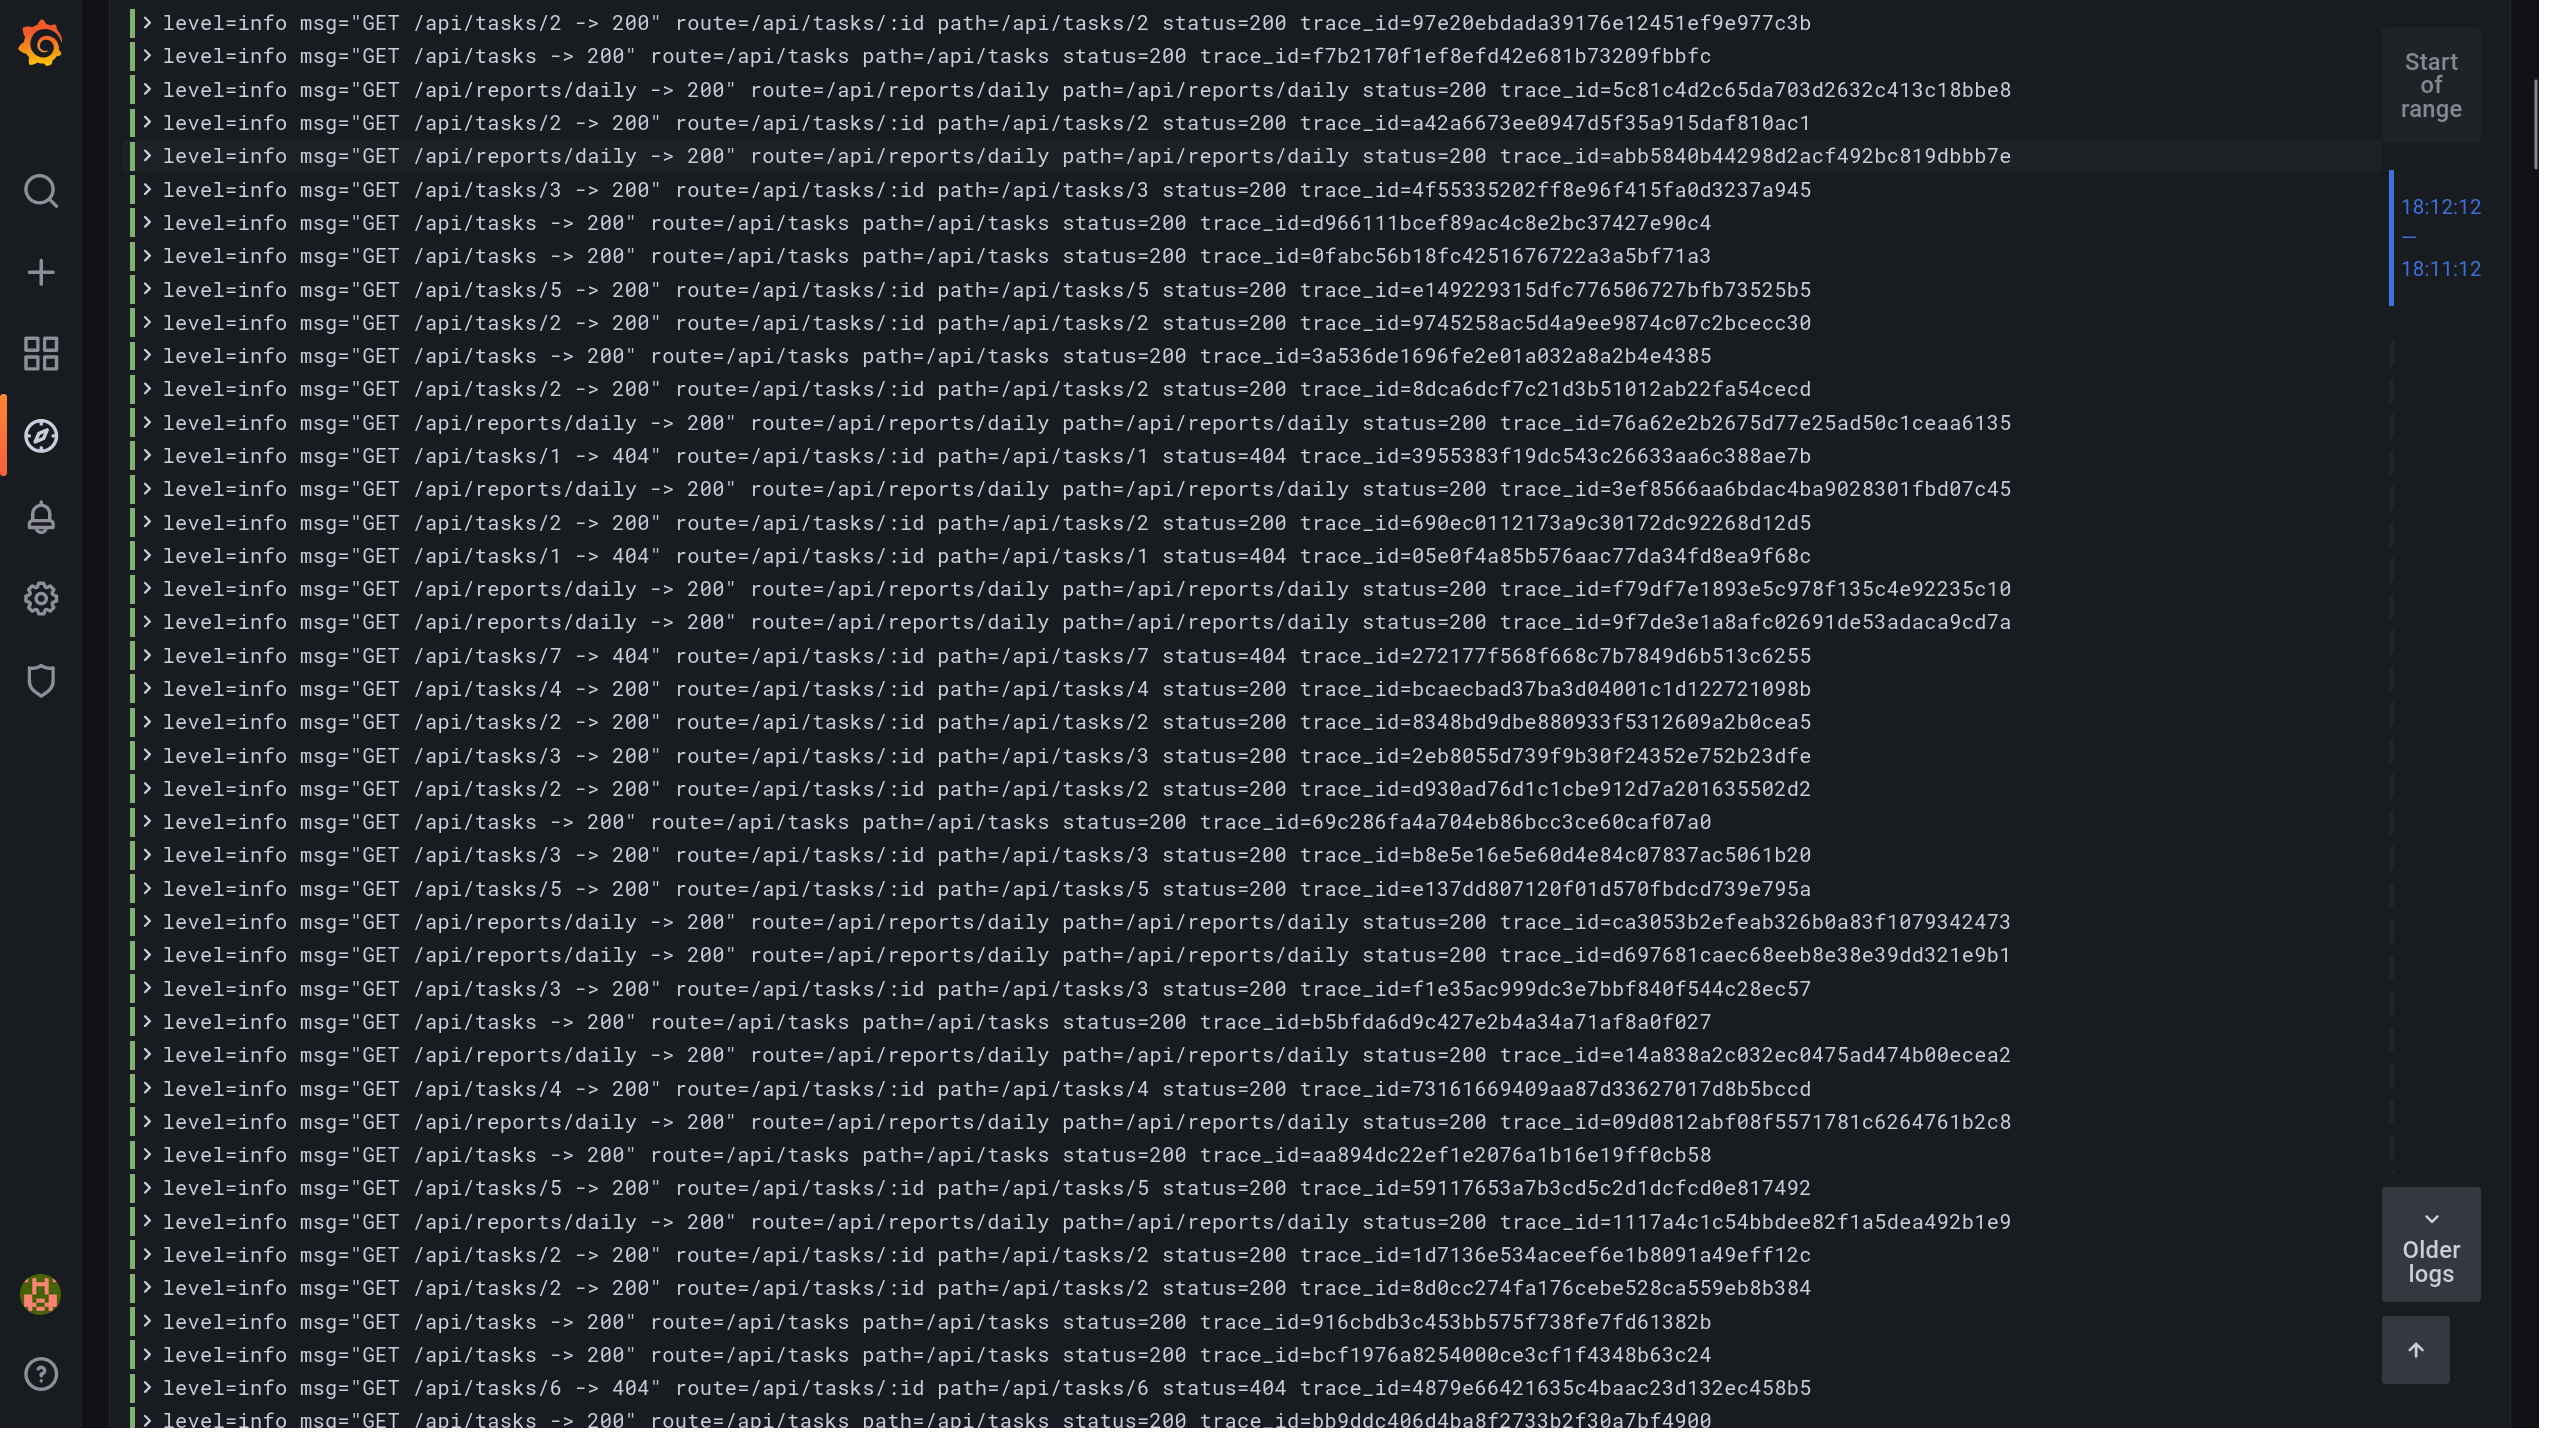 level=info msg="GET /api/tasks/2 -> 200" route=/api/tasks/:id path=/api/tasks/2 status=200 trace_id=97e20ebdada39176e12451ef9e977c3b
level=info msg="GET /api/tasks -> 200" route=/api/tasks path=/api/tasks status=200 trace_id=f7b2170f1ef8efd42e681b73209fbbfc
level=info msg="GET /api/reports/daily -> 200" route=/api/reports/daily path=/api/reports/daily status=200 trace_id=5c81c4d2c65da703d2632c413c18bbe8
level=info msg="GET /api/tasks/2 -> 200" route=/api/tasks/:id path=/api/tasks/2 status=200 trace_id=a42a6673ee0947d5f35a915daf810ac1
level=info msg="GET /api/reports/daily -> 200" route=/api/reports/daily path=/api/reports/daily status=200 trace_id=abb5840b44298d2acf492bc819dbbb7e
level=info msg="GET /api/tasks/3 -> 200" route=/api/tasks/:id path=/api/tasks/3 status=200 trace_id=4f55335202ff8e96f415fa0d3237a945
level=info msg="GET /api/tasks -> 200" route=/api/tasks path=/api/tasks status=200 trace_id=d966111bcef89ac4c8e2bc37427e90c4
level=info msg="GET /api/tasks -> 200" route=/api/tasks path=/api/tasks status=200 trace_id=0fabc56b18fc4251676722a3a5bf71a3
level=info msg="GET /api/tasks/5 -> 200" route=/api/tasks/:id path=/api/tasks/5 status=200 trace_id=e149229315dfc776506727bfb73525b5
level=info msg="GET /api/tasks/2 -> 200" route=/api/tasks/:id path=/api/tasks/2 status=200 trace_id=9745258ac5d4a9ee9874c07c2bcecc30
level=info msg="GET /api/tasks -> 200" route=/api/tasks path=/api/tasks status=200 trace_id=3a536de1696fe2e01a032a8a2b4e4385
level=info msg="GET /api/tasks/2 -> 200" route=/api/tasks/:id path=/api/tasks/2 status=200 trace_id=8dca6dcf7c21d3b51012ab22fa54cecd
level=info msg="GET /api/reports/daily -> 200" route=/api/reports/daily path=/api/reports/daily status=200 trace_id=76a62e2b2675d77e25ad50c1ceaa6135
level=info msg="GET /api/tasks/1 -> 404" route=/api/tasks/:id path=/api/tasks/1 status=404 trace_id=3955383f19dc543c26633aa6c388ae7b
level=info msg="GET /api/reports/daily -> 200" route=/api/reports/daily path=/api/reports/daily status=200 trace_id=3ef8566aa6bdac4ba9028301fbd07c45
level=info msg="GET /api/tasks/2 -> 200" route=/api/tasks/:id path=/api/tasks/2 status=200 trace_id=690ec0112173a9c30172dc92268d12d5
level=info msg="GET /api/tasks/1 -> 404" route=/api/tasks/:id path=/api/tasks/1 status=404 trace_id=05e0f4a85b576aac77da34fd8ea9f68c
level=info msg="GET /api/reports/daily -> 200" route=/api/reports/daily path=/api/reports/daily status=200 trace_id=f79df7e1893e5c978f135c4e92235c10
level=info msg="GET /api/reports/daily -> 200" route=/api/reports/daily path=/api/reports/daily status=200 trace_id=9f7de3e1a8afc02691de53adaca9cd7a
level=info msg="GET /api/tasks/7 -> 404" route=/api/tasks/:id path=/api/tasks/7 status=404 trace_id=272177f568f668c7b7849d6b513c6255
level=info msg="GET /api/tasks/4 -> 200" route=/api/tasks/:id path=/api/tasks/4 status=200 trace_id=bcaecbad37ba3d04001c1d122721098b
level=info msg="GET /api/tasks/2 -> 200" route=/api/tasks/:id path=/api/tasks/2 status=200 trace_id=8348bd9dbe880933f5312609a2b0cea5
level=info msg="GET /api/tasks/3 -> 200" route=/api/tasks/:id path=/api/tasks/3 status=200 trace_id=2eb8055d739f9b30f24352e752b23dfe
level=info msg="GET /api/tasks/2 -> 200" route=/api/tasks/:id path=/api/tasks/2 status=200 trace_id=d930ad76d1c1cbe912d7a201635502d2
level=info msg="GET /api/tasks -> 200" route=/api/tasks path=/api/tasks status=200 trace_id=69c286fa4a704eb86bcc3ce60caf07a0
level=info msg="GET /api/tasks/3 -> 200" route=/api/tasks/:id path=/api/tasks/3 status=200 trace_id=b8e5e16e5e60d4e84c07837ac5061b20
level=info msg="GET /api/tasks/5 -> 200" route=/api/tasks/:id path=/api/tasks/5 status=200 trace_id=e137dd807120f01d570fbdcd739e795a
level=info msg="GET /api/reports/daily -> 200" route=/api/reports/daily path=/api/reports/daily status=200 trace_id=ca3053b2efeab326b0a83f1079342473
level=info msg="GET /api/reports/daily -> 200" route=/api/reports/daily path=/api/reports/daily status=200 trace_id=d697681caec68eeb8e38e39dd321e9b1
level=info msg="GET /api/tasks/3 -> 200" route=/api/tasks/:id path=/api/tasks/3 status=200 trace_id=f1e35ac999dc3e7bbf840f544c28ec57
level=info msg="GET /api/tasks -> 200" route=/api/tasks path=/api/tasks status=200 trace_id=b5bfda6d9c427e2b4a34a71af8a0f027
level=info msg="GET /api/reports/daily -> 200" route=/api/reports/daily path=/api/reports/daily status=200 trace_id=e14a838a2c032ec0475ad474b00ecea2
level=info msg="GET /api/tasks/4 -> 200" route=/api/tasks/:id path=/api/tasks/4 status=200 trace_id=73161669409aa87d33627017d8b5bccd
level=info msg="GET /api/reports/daily -> 200" route=/api/reports/daily path=/api/reports/daily status=200 trace_id=09d0812abf08f5571781c6264761b2c8
level=info msg="GET /api/tasks -> 200" route=/api/tasks path=/api/tasks status=200 trace_id=aa894dc22ef1e2076a1b16e19ff0cb58
level=info msg="GET /api/tasks/5 -> 200" route=/api/tasks/:id path=/api/tasks/5 status=200 trace_id=59117653a7b3cd5c2d1dcfcd0e817492
level=info msg="GET /api/reports/daily -> 200" route=/api/reports/daily path=/api/reports/daily status=200 trace_id=1117a4c1c54bbdee82f1a5dea492b1e9
level=info msg="GET /api/tasks/2 -> 200" route=/api/tasks/:id path=/api/tasks/2 status=200 trace_id=1d7136e534aceef6e1b8091a49eff12c
level=info msg="GET /api/tasks/2 -> 200" route=/api/tasks/:id path=/api/tasks/2 status=200 trace_id=8d0cc274fa176cebe528ca559eb8b384
level=info msg="GET /api/tasks -> 200" route=/api/tasks path=/api/tasks status=200 trace_id=916cbdb3c453bb575f738fe7fd61382b
level=info msg="GET /api/tasks -> 200" route=/api/tasks path=/api/tasks status=200 trace_id=bcf1976a8254000ce3cf1f4348b63c24
level=info msg="GET /api/tasks/6 -> 404" route=/api/tasks/:id path=/api/tasks/6 status=404 trace_id=4879e66421635c4baac23d132ec458b5
level=info msg="GET /api/tasks -> 200" route=/api/tasks path=/api/tasks status=200 trace_id=bb9ddc406d4ba8f2733b2f30a7bf4900
Start
of
range
18:12:12
—
18:11:12
Older
logs